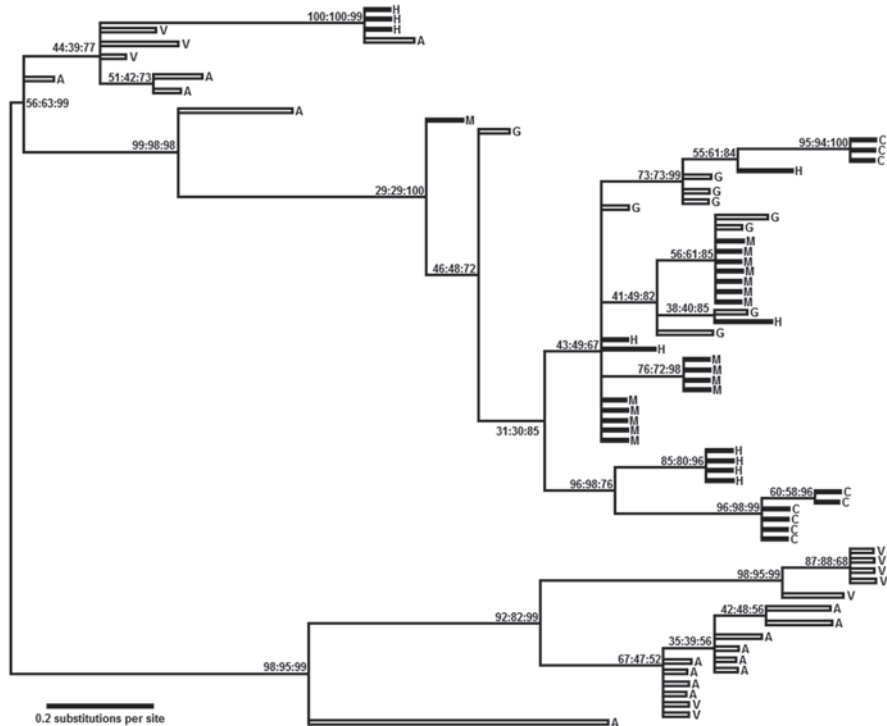 H
100:100:99 H
V H
44:39:77 V A
V
51:42:73 A
A A
56:63:99
A
99:98:98 M
G
95:94:100 C
55:61:84 C
C
73:73:99 H
29:29:100 G
G
G G
G
G
M
56:61:85 M
M
46:48:72 M
M
41:49:82 M
M
38:40:85 G
H
G
H
43:49:67 H
M
76:72:98 M
M
M
M
M
M
31:30:85 M
M
H
85:80:96 H
H
96:98:76 H
60:58:96 C
96:98:99 C
C
C
C
C
V
87:88:68 V
98:95:99 V
V
V
42:48:56 A
92:82:99 A
35:39:56 A
A
67:47:52 A
98:95:99 A A
A
A
A
V
0.2 substitutions per site V
A